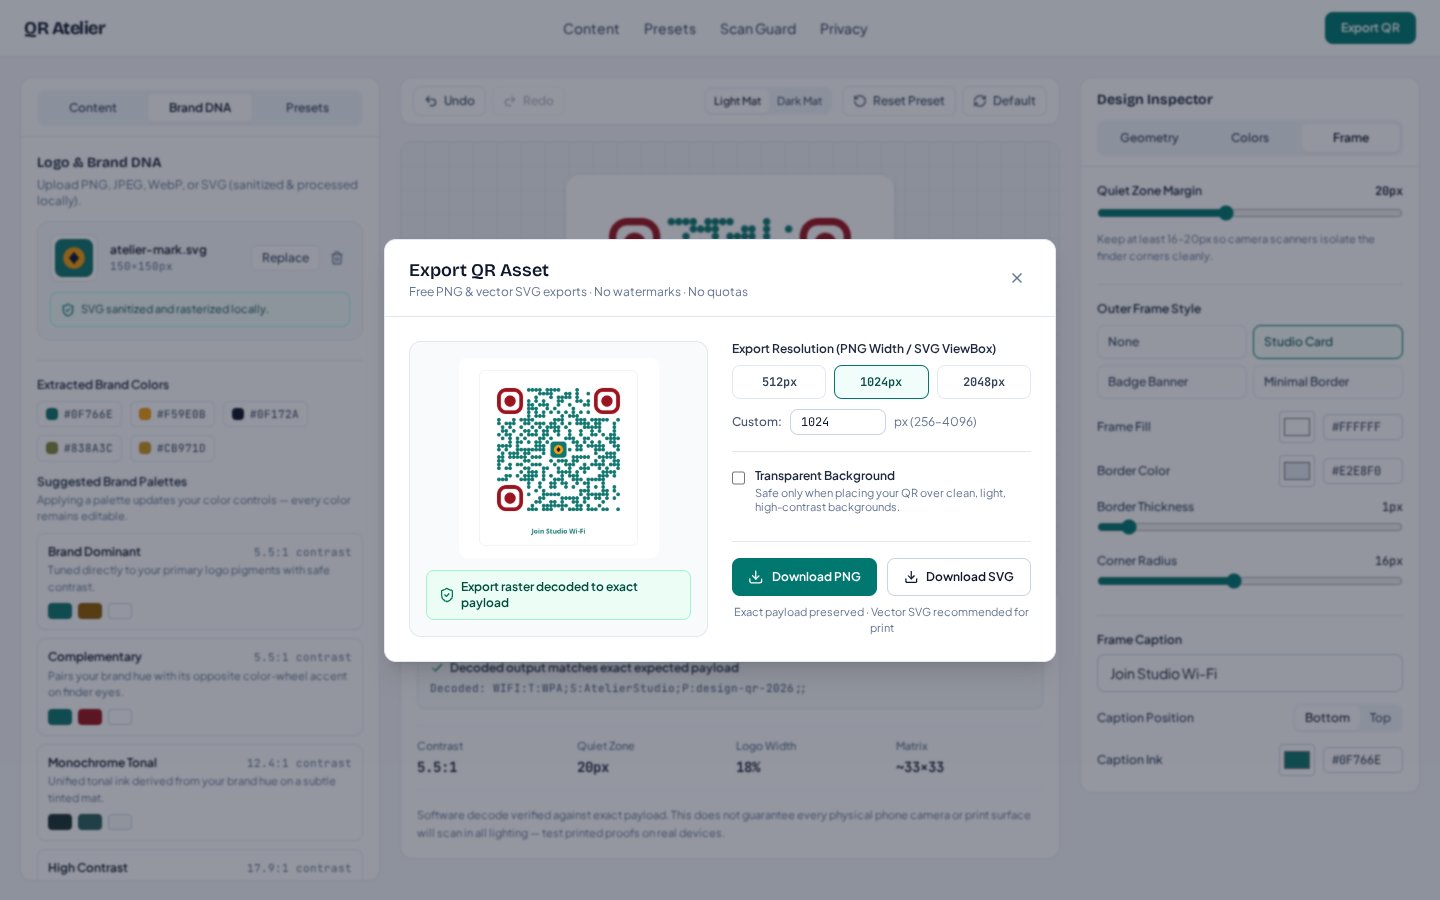 QR Atelier
Content
Presets
Scan Guard
Privacy
Export QR
Content
Brand DNA
Presets
Logo & Brand DNA
Upload PNG, JPEG, WebP, or SVG (sanitized & processed
locally).
atelier-mark.svg
150×150px
Replace
SVG sanitized and rasterized locally.
Extracted Brand Colors
#0F766E
#F59E0B
#0F172A
#838A3C
#CB971D
Suggested Brand Palettes
Applying a palette updates your color controls — every color
remains editable.
Brand Dominant
5.5:1 contrast
Tuned directly to your primary logo pigments with safe
contrast.
Complementary
5.5:1 contrast
Pairs your brand hue with its opposite color-wheel accent
on finder eyes.
Monochrome Tonal
12.4:1 contrast
Unified tonal ink derived from your brand hue on a subtle
tinted mat.
High Contrast
17.9:1 contrast
Undo
Redo
Light Mat
Dark Mat
Reset Preset
Default
Export QR Asset
Free PNG & vector SVG exports · No watermarks · No quotas
Join Studio Wi-Fi
Export raster decoded to exact
payload
Export Resolution (PNG Width / SVG ViewBox)
512px
1024px
2048px
Custom:
1024
px (256–4096)
Transparent Background
Safe only when placing your QR over clean, light,
high-contrast backgrounds.
Download PNG
Download SVG
Exact payload preserved · Vector SVG recommended for
print
Decoded output matches exact expected payload
Decoded: WIFI:T:WPA;S:AtelierStudio;P:design-qr-2026;;
Contrast
5.5:1
Quiet Zone
20px
Logo Width
18%
Matrix
~33×33
Software decode verified against exact payload. This does not guarantee every physical phone camera or print surface
will scan in all lighting — test printed proofs on real devices.
Design Inspector
Geometry
Colors
Frame
Quiet Zone Margin
20px
Keep at least 16–20px so camera scanners isolate the
finder corners cleanly.
Outer Frame Style
None
Studio Card
Badge Banner
Minimal Border
Frame Fill
#FFFFFF
Border Color
#E2E8F0
Border Thickness
1px
Corner Radius
16px
Frame Caption
Join Studio Wi-Fi
Caption Position
Bottom
Top
Caption Ink
#0F766E